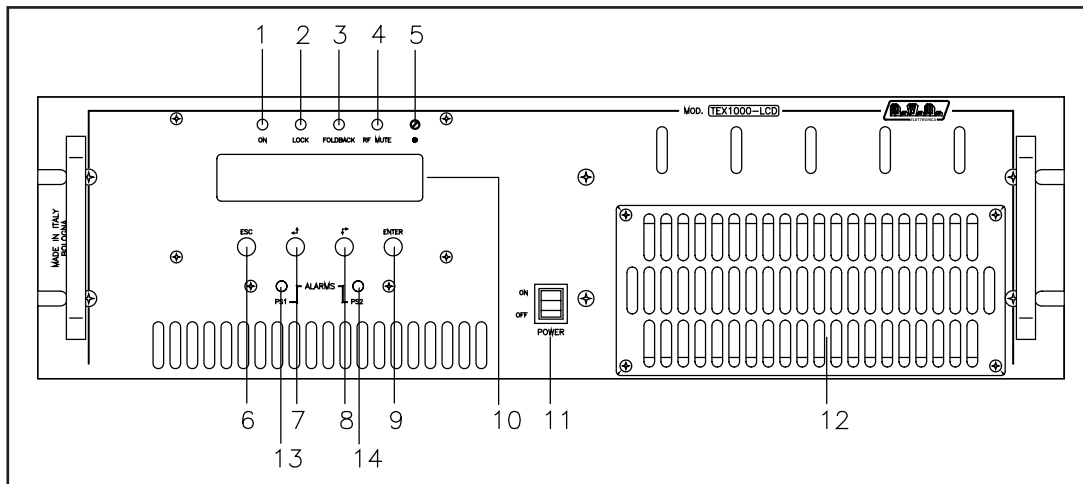 1 2 3 4 5
MOD. TEX1000-LCD
R.V.R.
ELETTRONICA
ON LOCK FOLDBACK RF MUTE
ESC ENTER
MADE IN ITALY
BOLOGNA
PS1 ALARMS PS2
ON
OFF
POWER
6 7 8 9 10 11 12
13 14